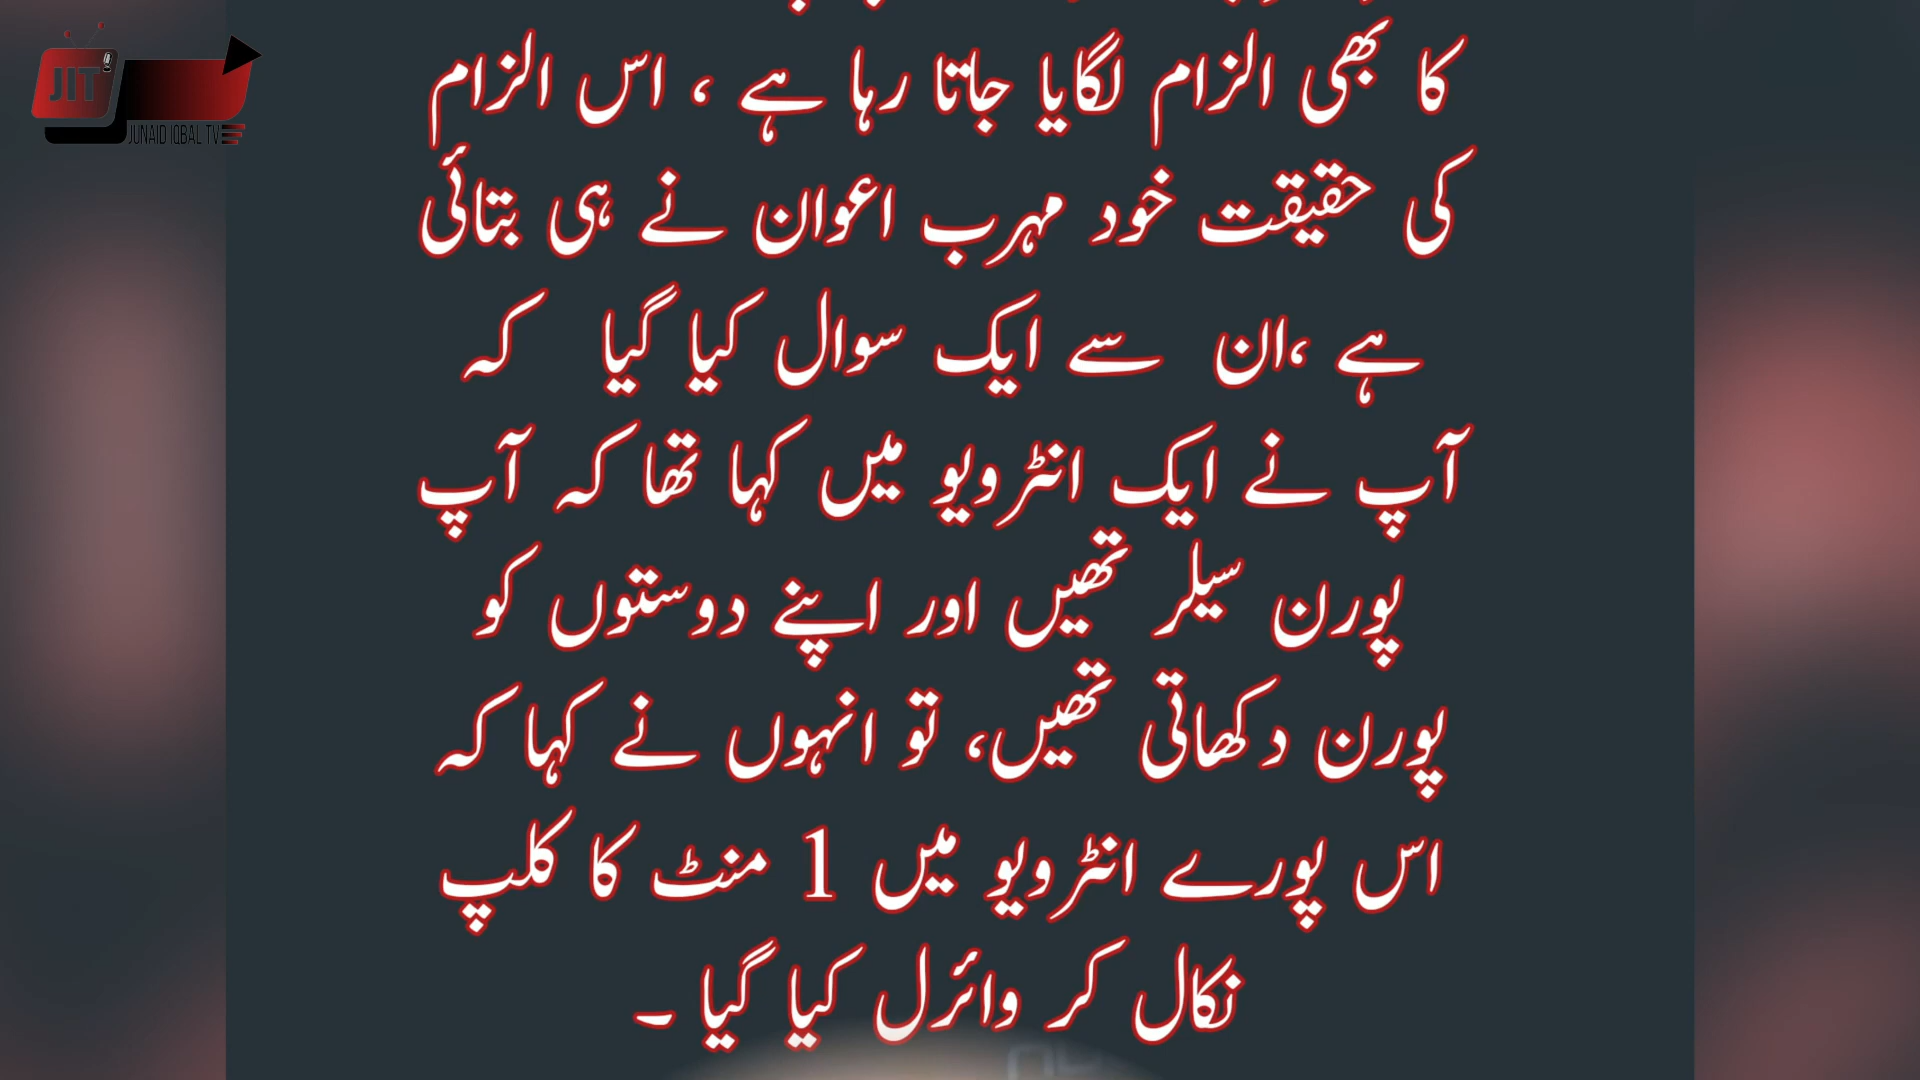 JIT
JUNAID IQBAL TV
کا بھی الزام لگایا جاتا رہا ہے ، اس الزام
کی حقیقت خود مہرب اعوان نے ہی بتائی
ہے ،ان سے ایک سوال کیا گیا کہ
آپ نے ایک انٹرویو میں کہا تھا کہ آپ
پورن سیلر تھیں اور اپنے دوستوں کو
پورن دکھاتی تھیں، تو انہوں نے کہا کہ
اس پورے انٹرویو میں 1 منٹ کا کلپ
نکال کر وائرل کیا گیا ۔